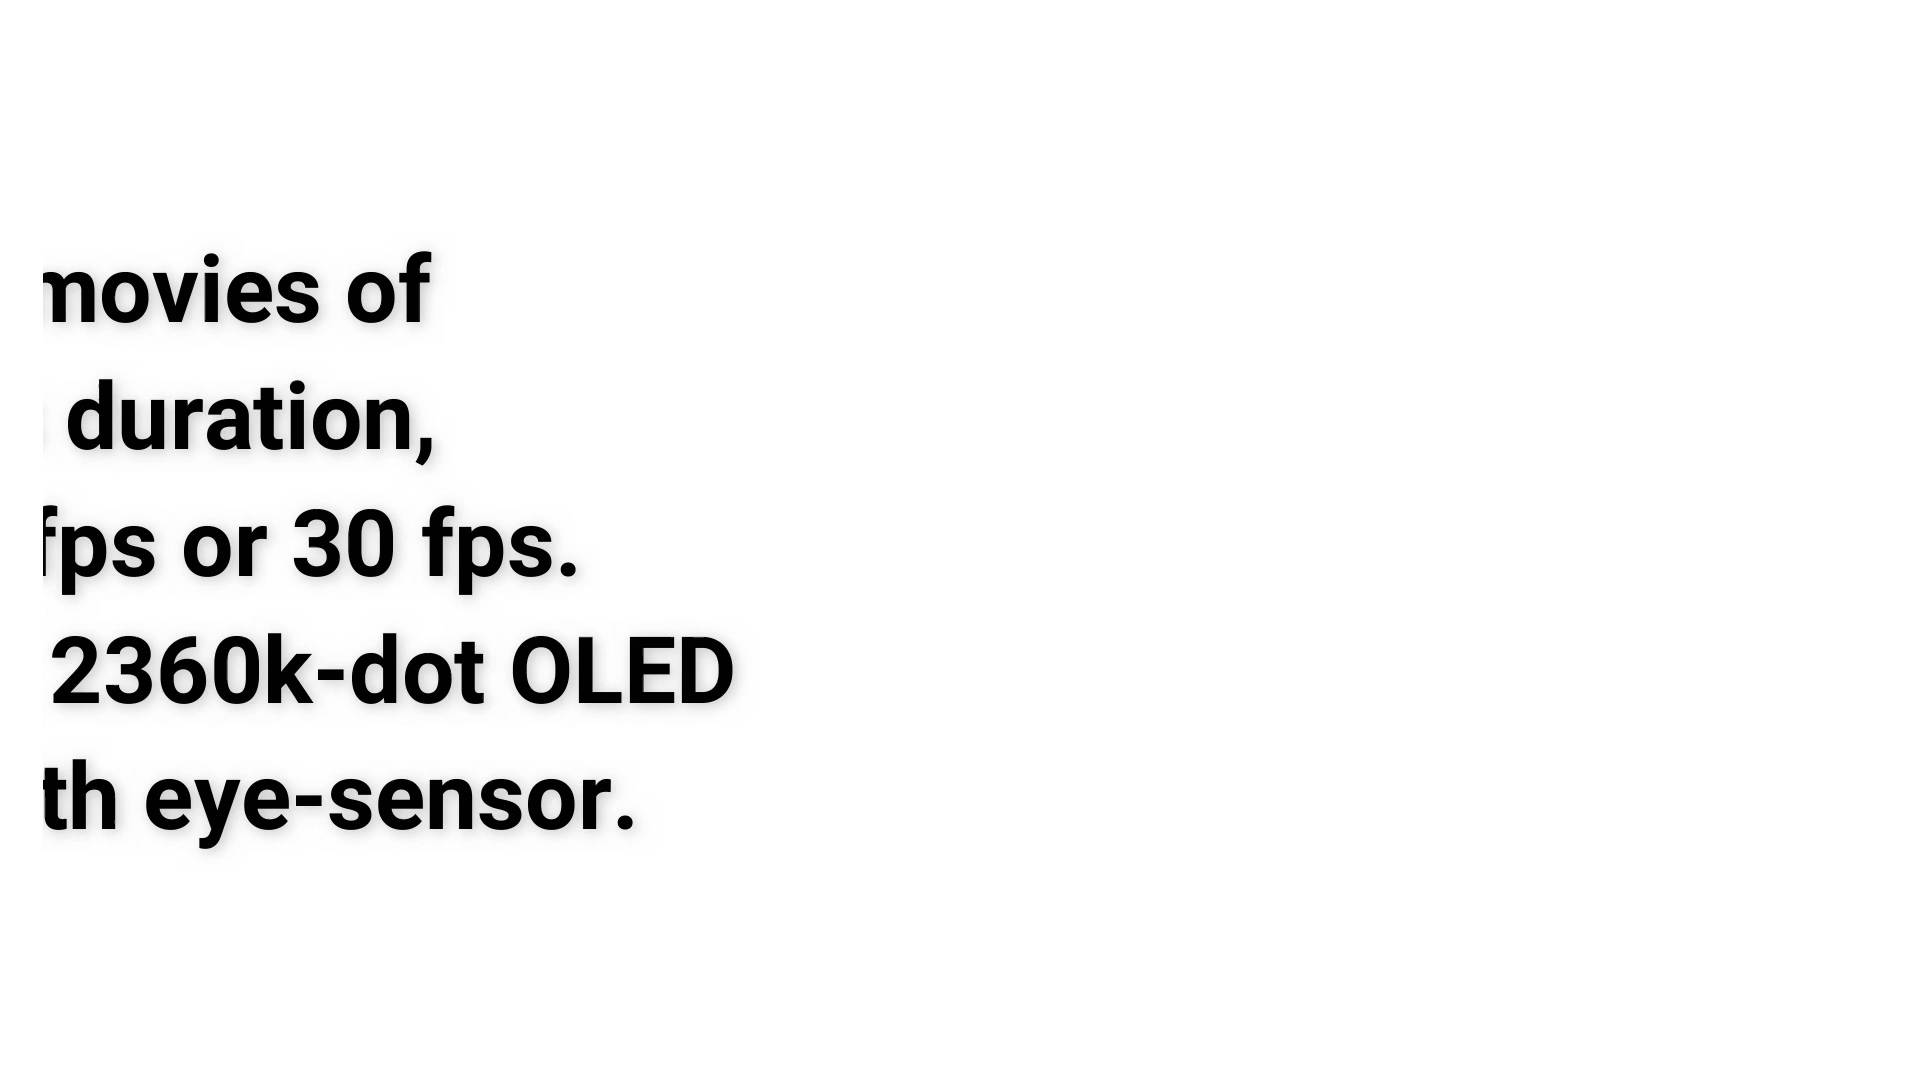 movies of
duration,
fps or 30 fps.
2360k-dot OLED
th eye-sensor.